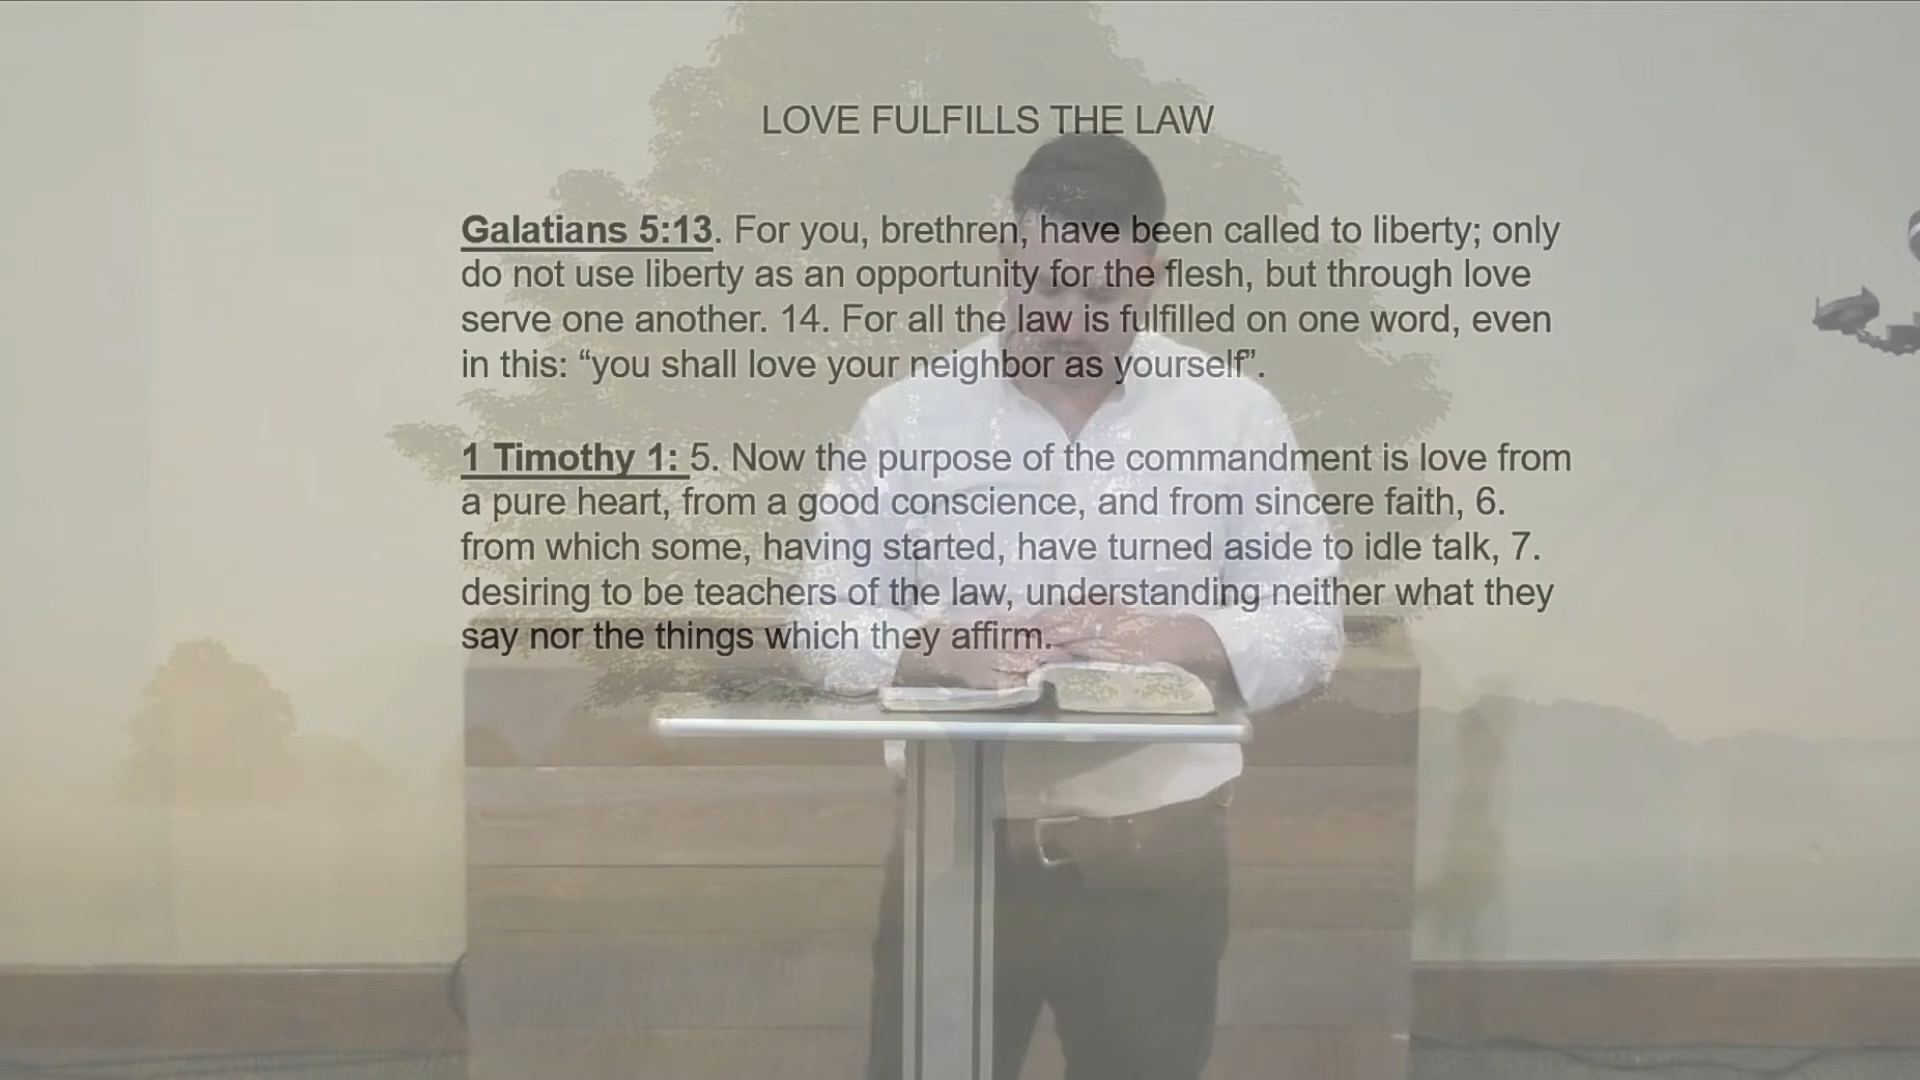 LOVE FULFILLS THE LAW
Galatians 5:13. For you, brethren, have been called to liberty; only
do not use liberty as an opportunity for the flesh, but through love
serve one another. 14. For all the law is fulfilled on one word, even
in this: “you shall love your neighbor as yourself”.
1 Timothy 1: 5. Now the purpose of the commandment is love from
a pure heart, from a good conscience, and from sincere faith, 6.
from which some, having started, have turned aside to idle talk, 7.
desiring to be teachers of the law, understanding neither what they
say nor the things which they affirm.